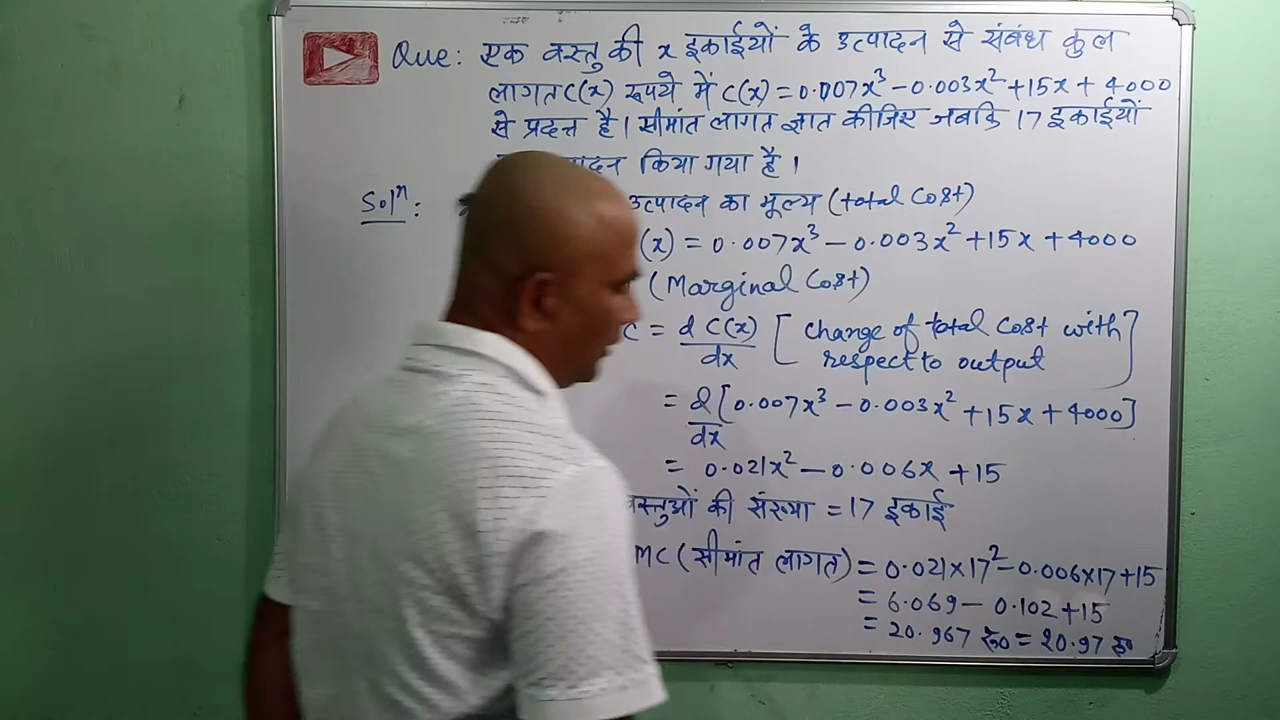 Que: एक वस्तु की x इकाईयों के उत्पादन से संबंध कुल
लागत C(x) रूपये में C(x) = 0.007x³ - 0.003x² + 15x + 4000
से प्रदत्त है। सीमांत लागत ज्ञात कीजिए जबकि 17 इकाईयों
किया गया है।
Solⁿ: उत्पादन का मूल्य (total Cost)
(x) = 0.007x³ - 0.003x² + 15x + 4000
(Marginal Cost)
C = d C(x)/dx [change of total cost with respect to output]
= d/dx [0.007x³ - 0.003x² + 15x + 4000]
= 0.021x² - 0.006x + 15
वस्तुओं की संख्या = 17 इकाई
MC (सीमांत लागत) = 0.021×17² - 0.006×17 + 15
= 6.069 - 0.102 + 15
= 20.967 रू० = 20.97 रू०